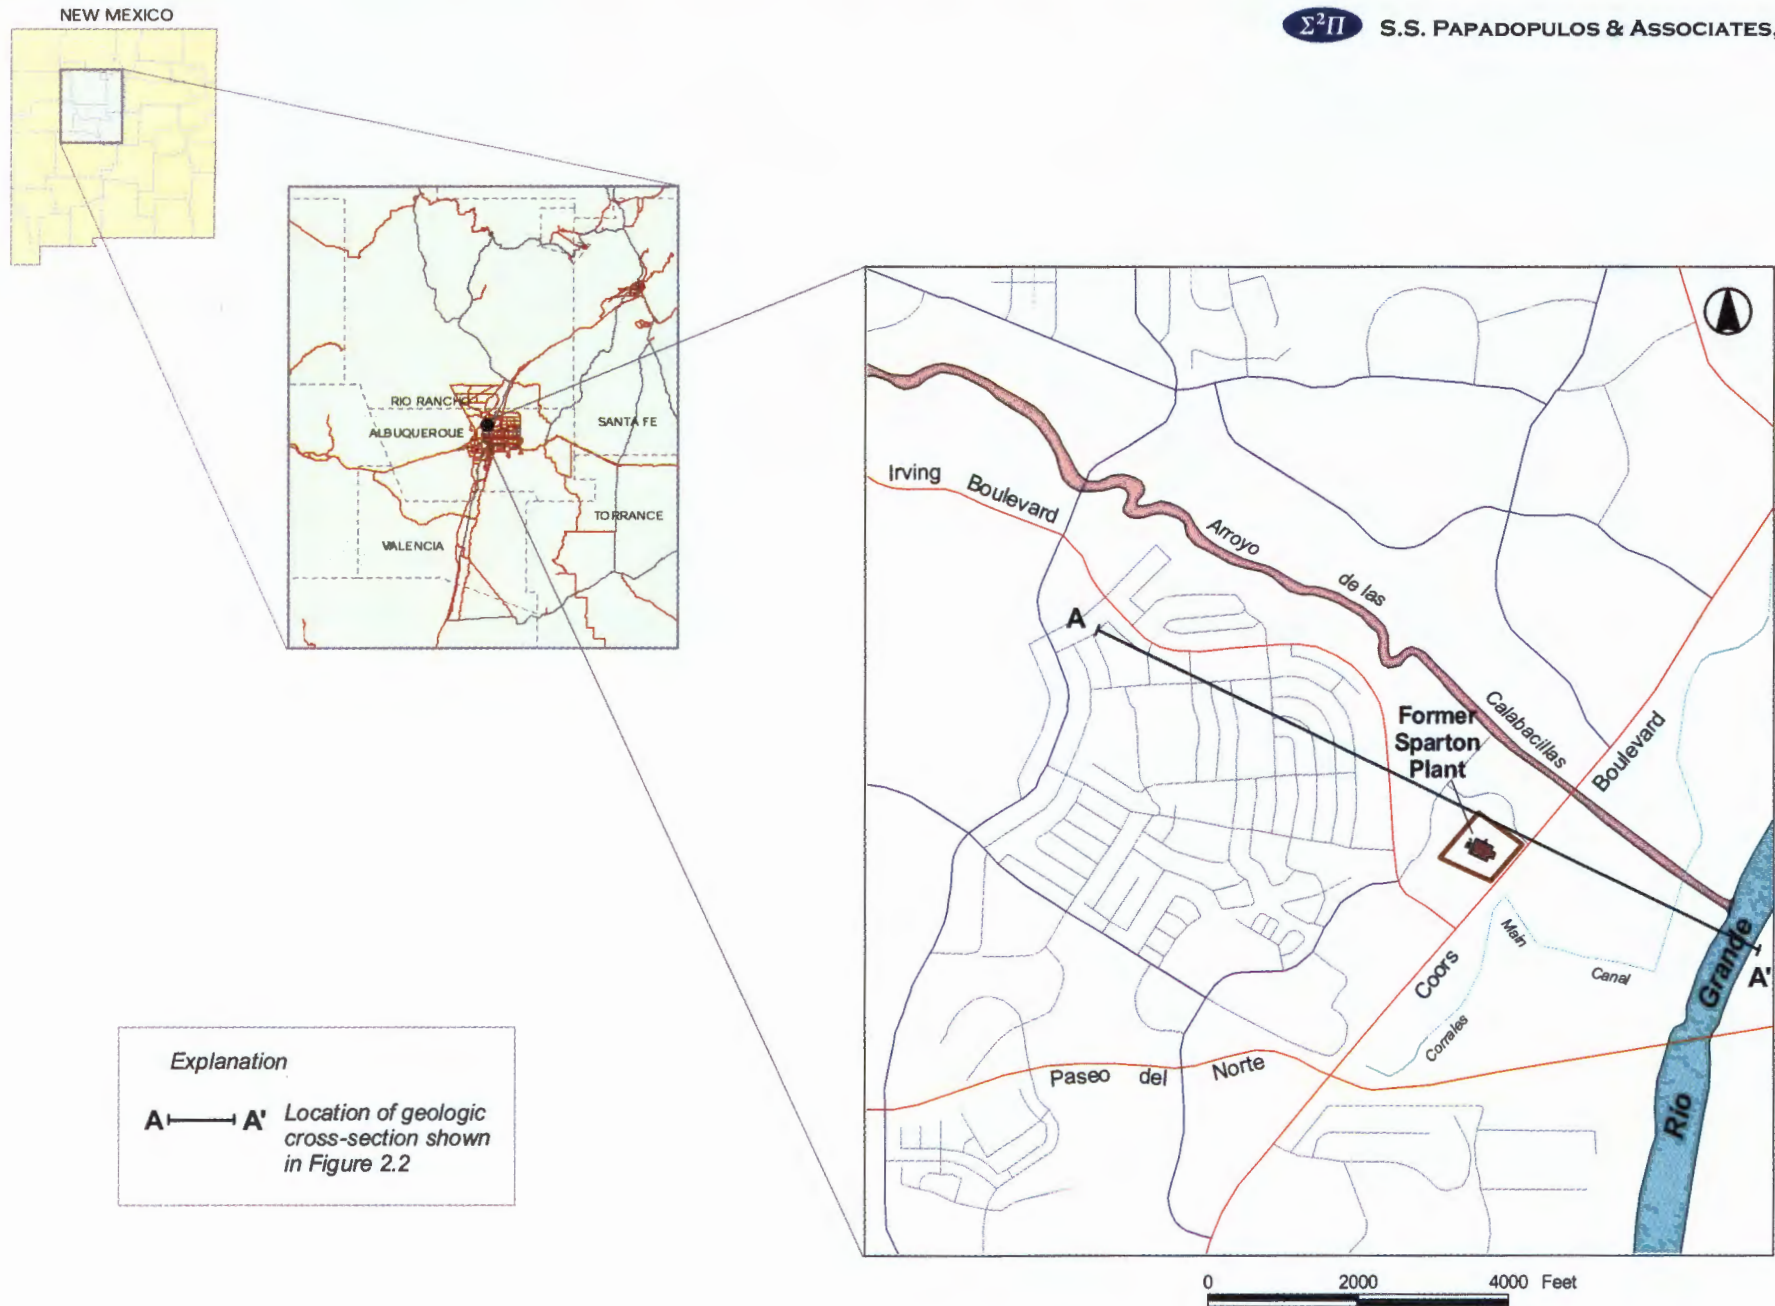 NEW MEXICO
Σ²Π S.S. PAPADOPULOS & ASSOCIATES,
RIO RANCHO
ALBUQUERQUE
SANTA FE
TORRANCE
VALENCIA
Irving Boulevard
Arroyo de las Calabacillas
A
Former
Sparton
Plant
Coors Boulevard
Main
Canal
Corrales
A'
Rio Grande
Paseo del Norte
Explanation
A A' Location of geologic
cross-section shown
in Figure 2.2
0 2000 4000 Feet